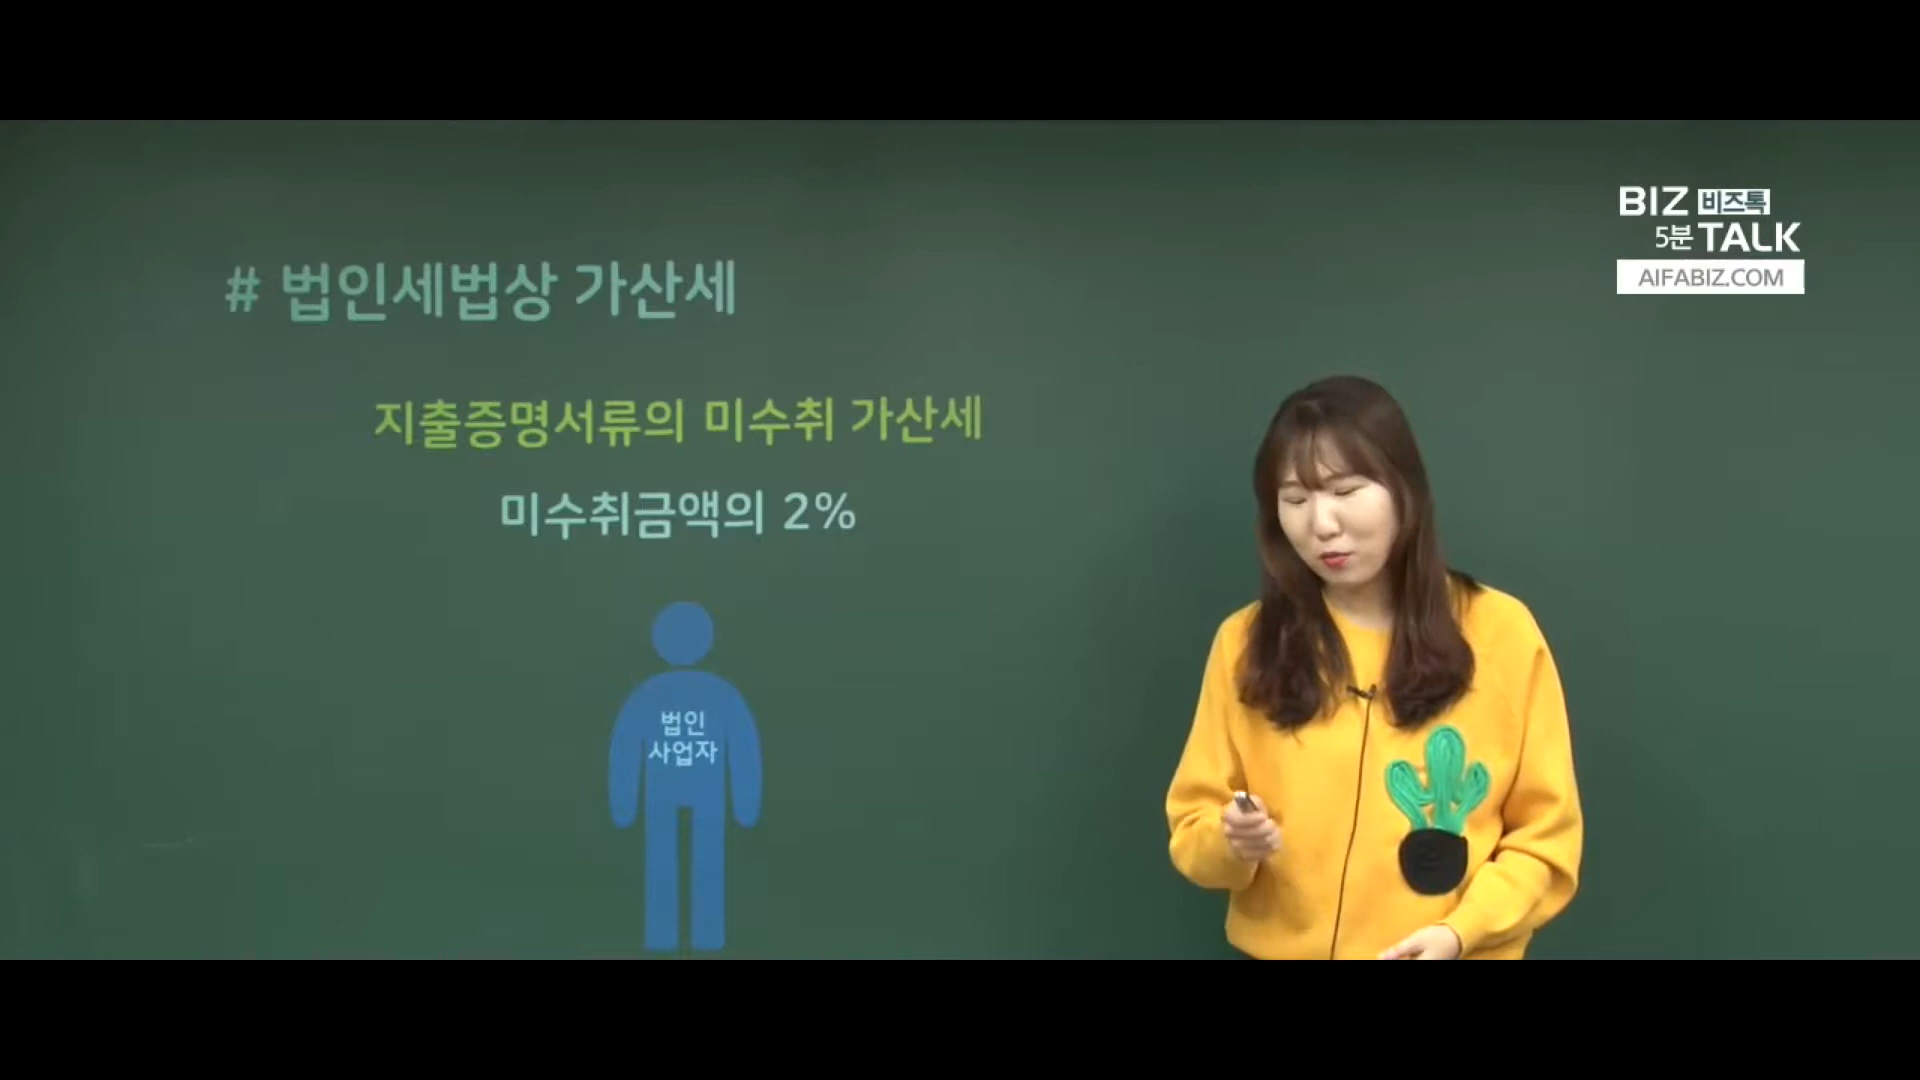 # 법인세법상 가산세
지출증명서류의 미수취 가산세
미수취금액의 2%
법인
사업자
BIZ 비즈톡
5분 TALK
AIFABIZ.COM